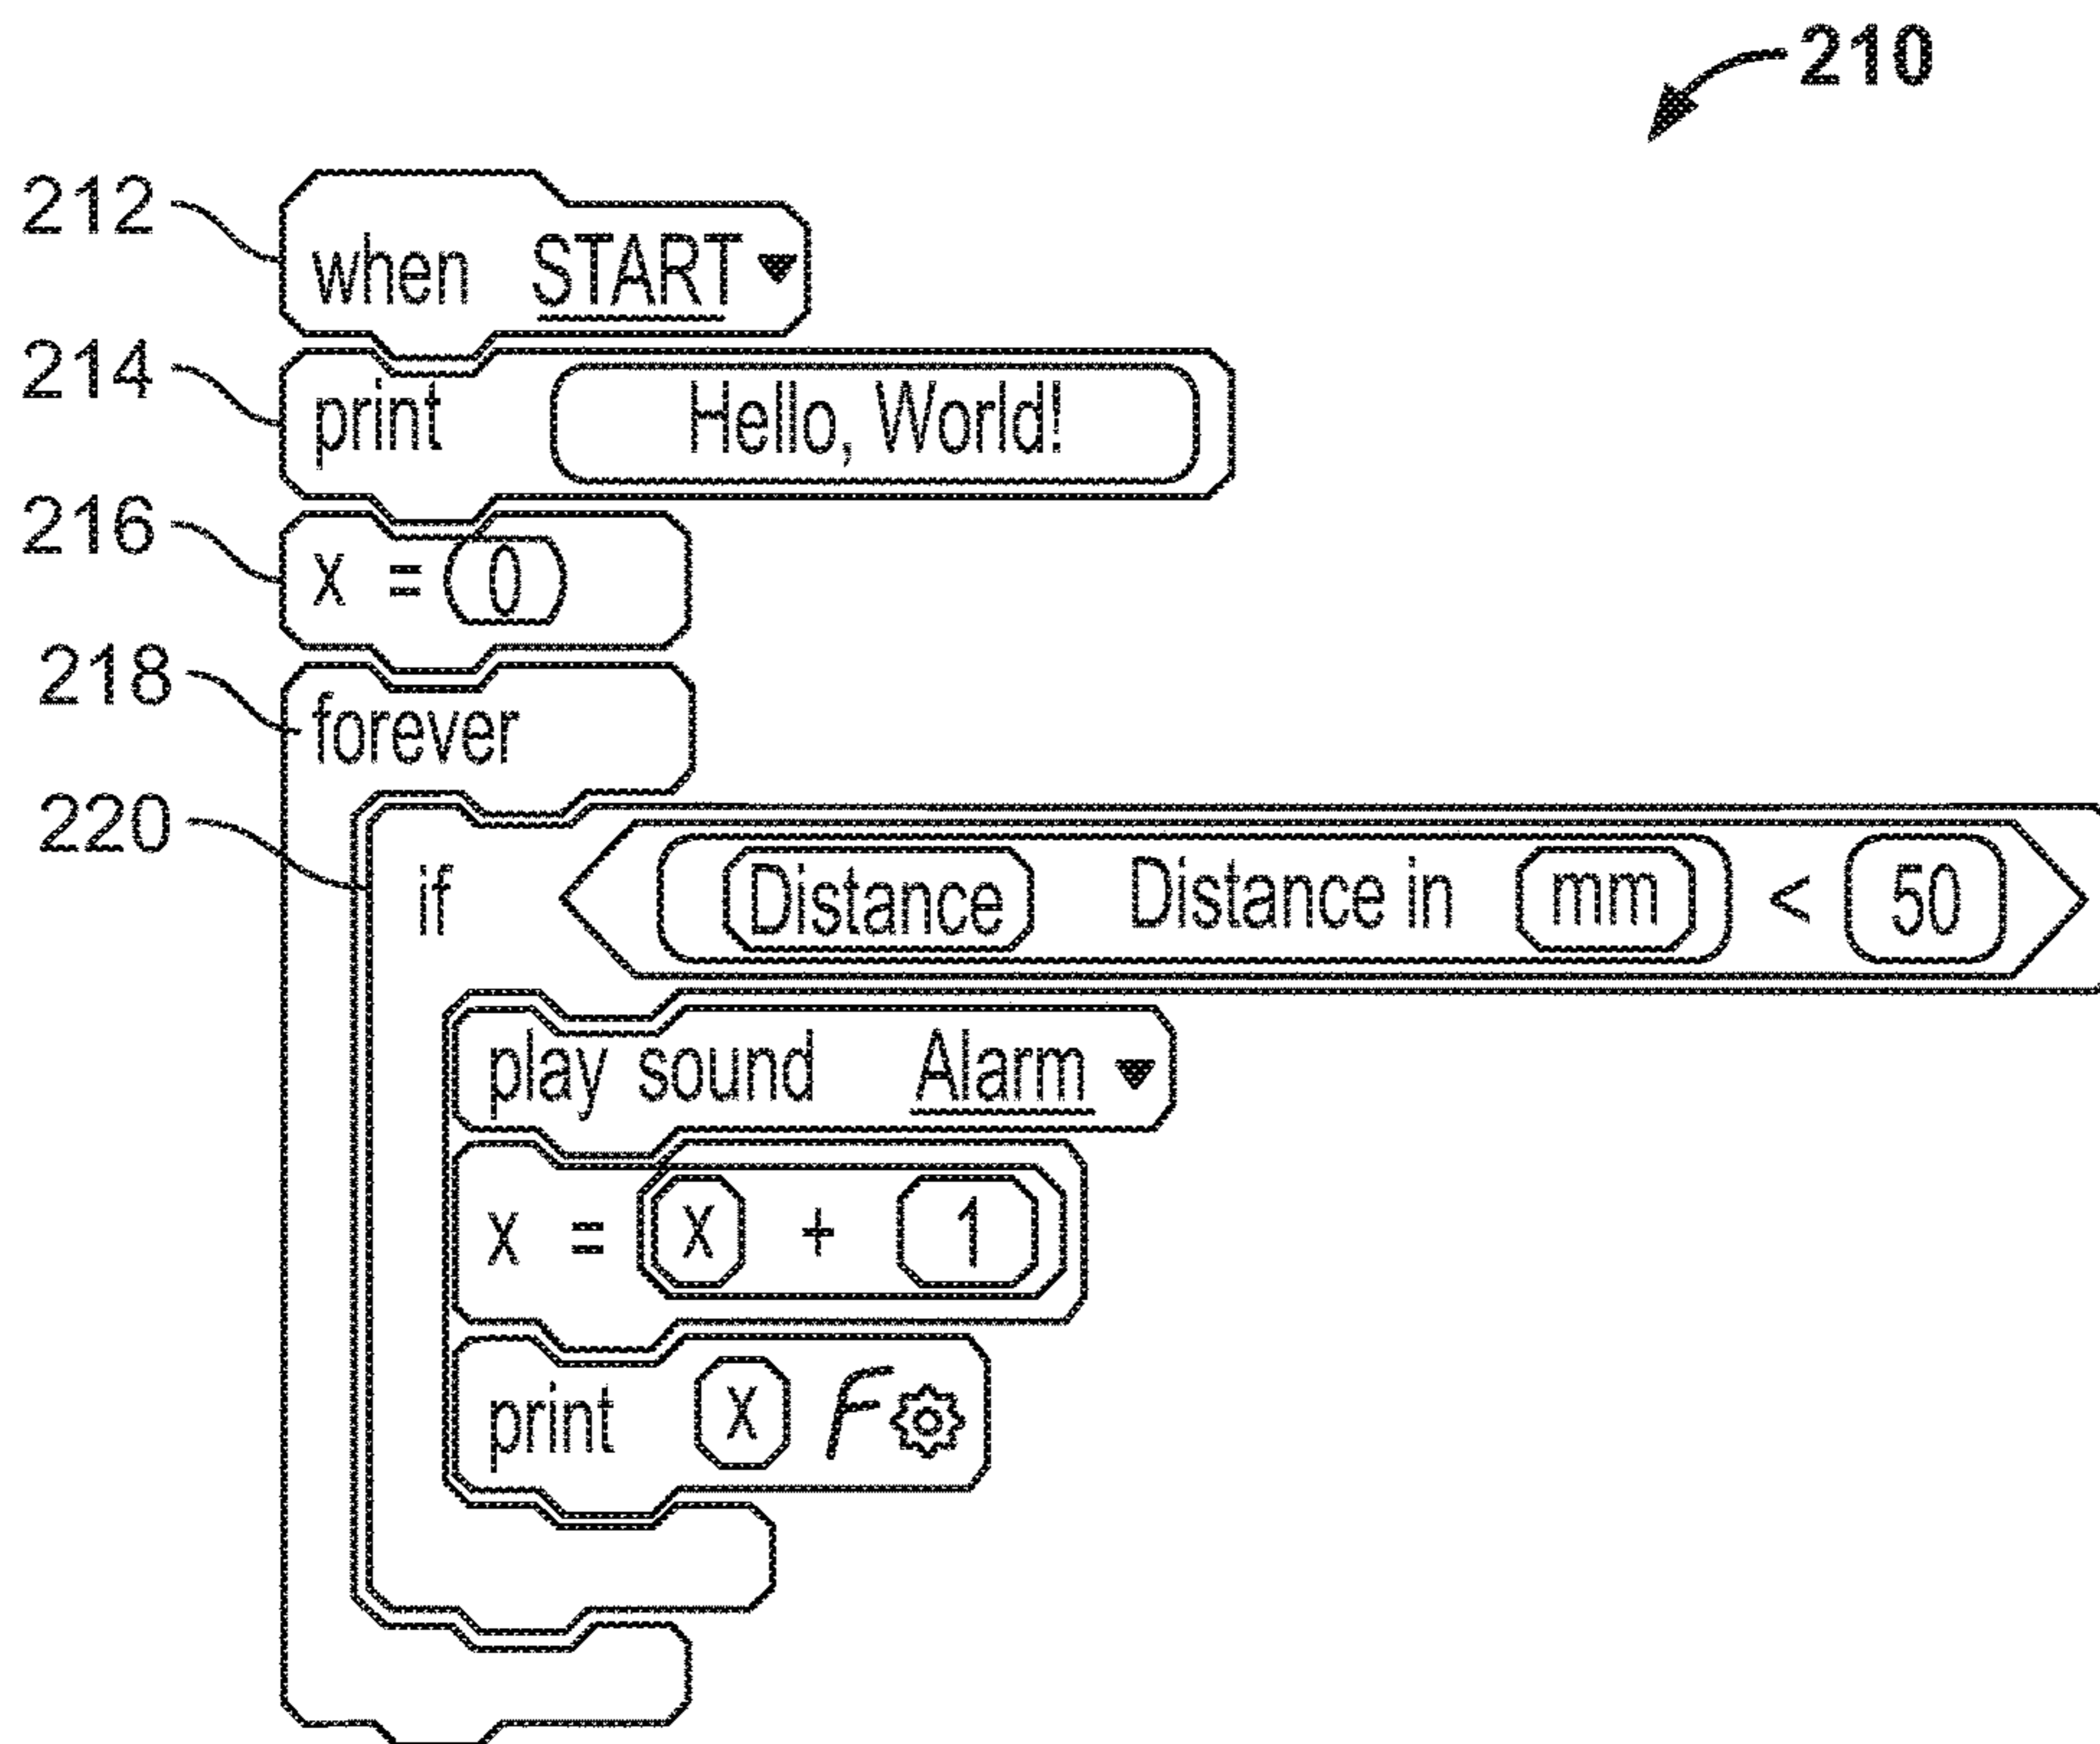 210
212 when START
214 print Hello, World!
216 x = 0
218 forever
220 if Distance Distance in mm < 50
play sound Alarm
x = x + 1
print x F